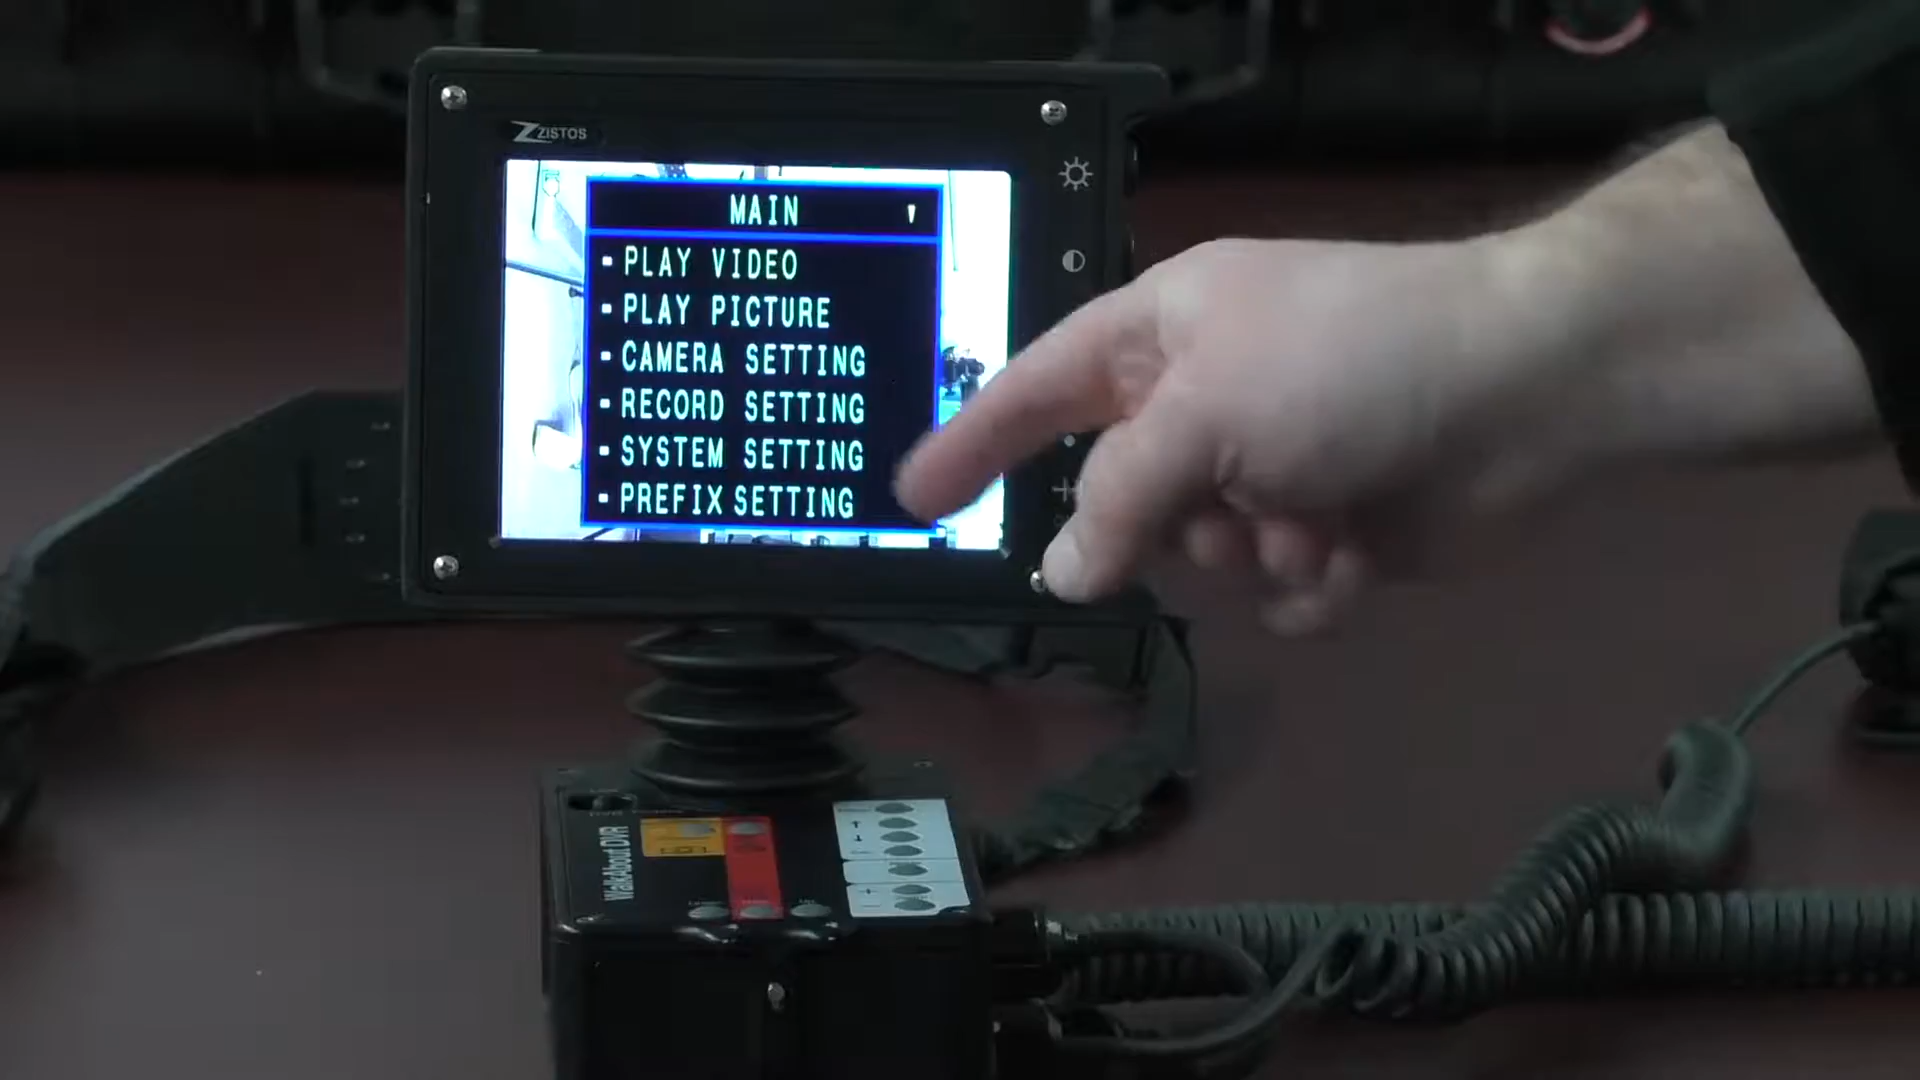 ZISTOS
MAIN
PLAY VIDEO
PLAY PICTURE
CAMERA SETTING
RECORD SETTING
SYSTEM SETTING
PREFIX SETTING
WalkAbout DVR